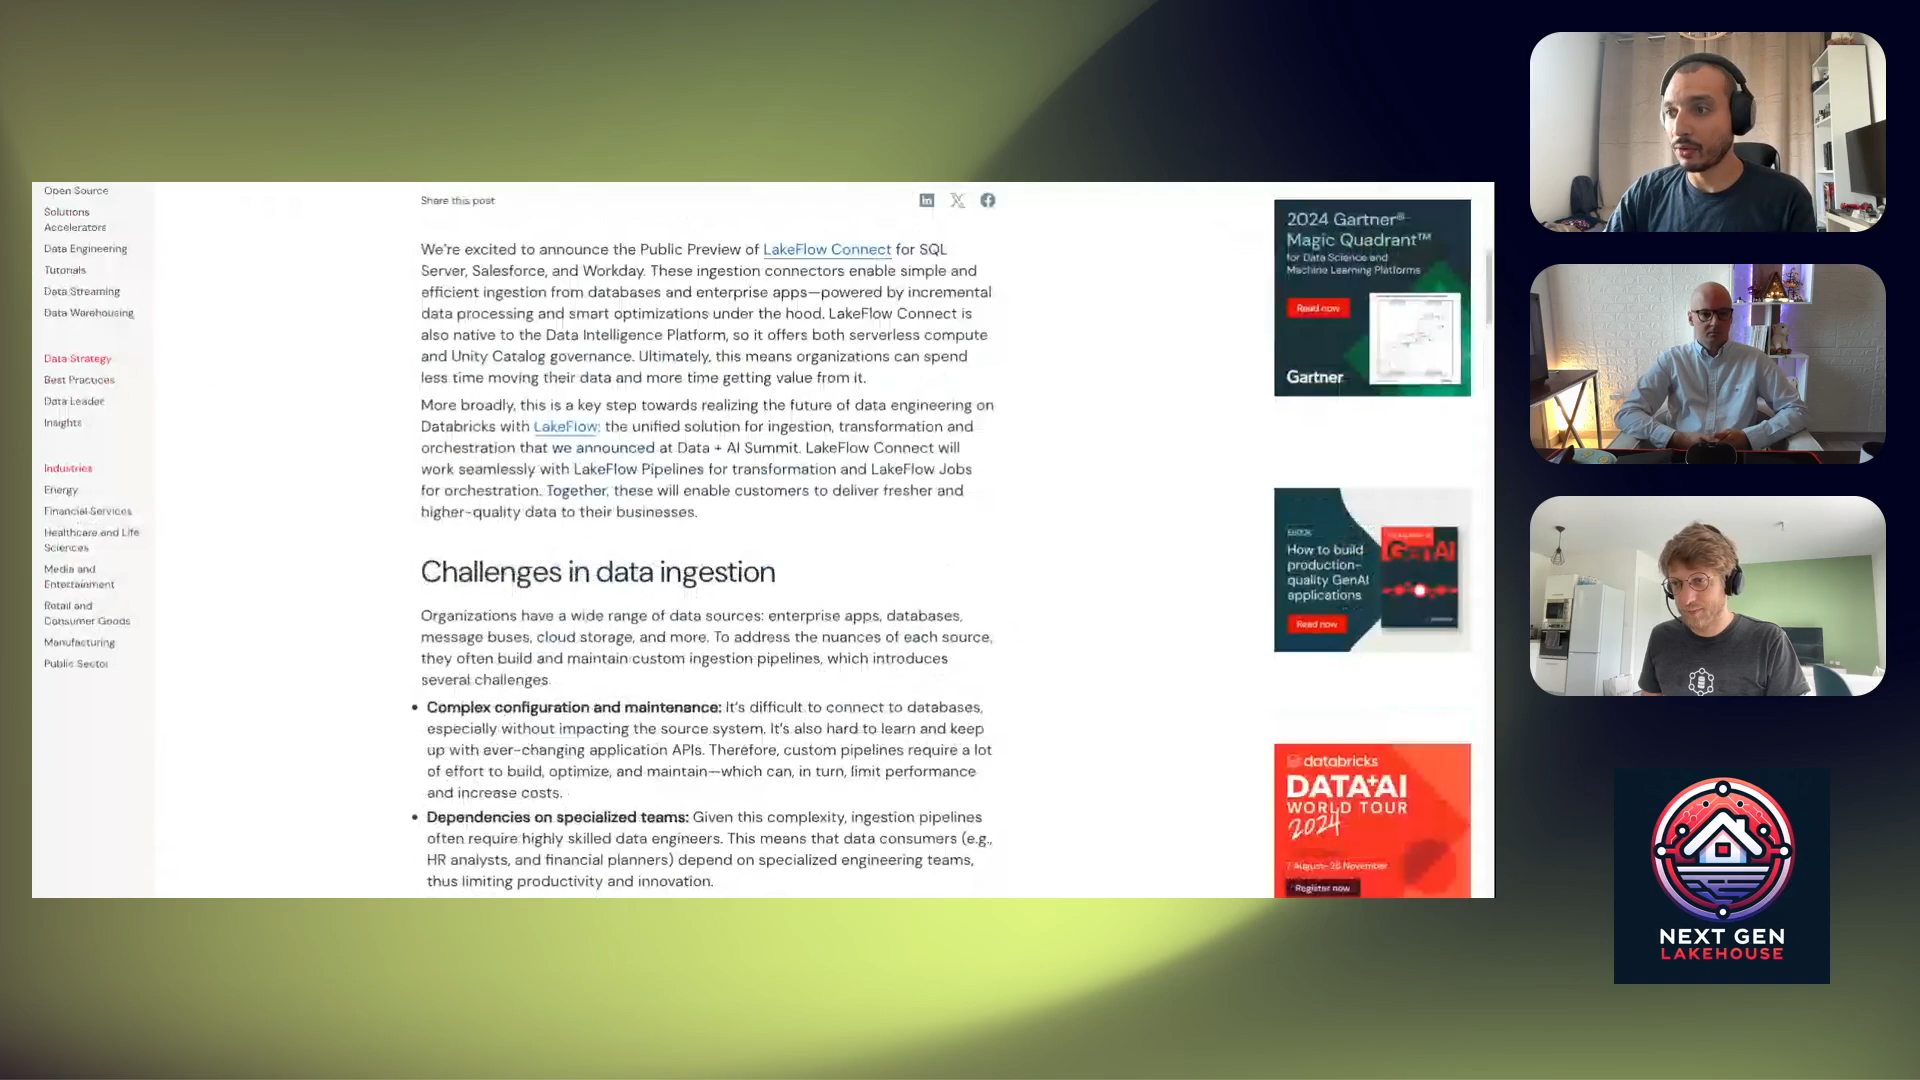 Open Source
Solutions
Accelerators
Data Engineering
Tutorials
Data Streaming
Data Warehousing
Data Strategy
Best Practices
Data Leader
Insights
Industries
Energy
Financial Services
Healthcare and Life
Sciences
Media and
Entertainment
Retail and
Consumer Goods
Manufacturing
Public Sector
Share this post
We're excited to announce the Public Preview of LakeFlow Connect for SQL
Server, Salesforce, and Workday. These ingestion connectors enable simple and
efficient ingestion from databases and enterprise apps—powered by incremental
data processing and smart optimizations under the hood. LakeFlow Connect is
also native to the Data Intelligence Platform, so it offers both serverless compute
and Unity Catalog governance. Ultimately, this means organizations can spend
less time moving their data and more time getting value from it.
More broadly, this is a key step towards realizing the future of data engineering on
Databricks with LakeFlow: the unified solution for ingestion, transformation and
orchestration that we announced at Data + AI Summit. LakeFlow Connect will
work seamlessly with LakeFlow Pipelines for transformation and LakeFlow Jobs
for orchestration. Together, these will enable customers to deliver fresher and
higher-quality data to their businesses.
Challenges in data ingestion
Organizations have a wide range of data sources: enterprise apps, databases,
message buses, cloud storage, and more. To address the nuances of each source,
they often build and maintain custom ingestion pipelines, which introduces
several challenges.
• Complex configuration and maintenance: It's difficult to connect to databases,
especially without impacting the source system. It's also hard to learn and keep
up with ever-changing application APIs. Therefore, custom pipelines require a lot
of effort to build, optimize, and maintain—which can, in turn, limit performance
and increase costs.
• Dependencies on specialized teams: Given this complexity, ingestion pipelines
often require highly skilled data engineers. This means that data consumers (e.g.,
HR analysts, and financial planners) depend on specialized engineering teams,
thus limiting productivity and innovation.
2024 Gartner®
Magic Quadrant™
for Data Science and
Machine Learning Platforms
Read now
Gartner
EBOOK
How to build
production-
quality GenAI
applications
Read now
GenAI
databricks
DATA+AI
WORLD TOUR
2024
7 August–26 November
Register now
NEXT GEN
LAKEHOUSE